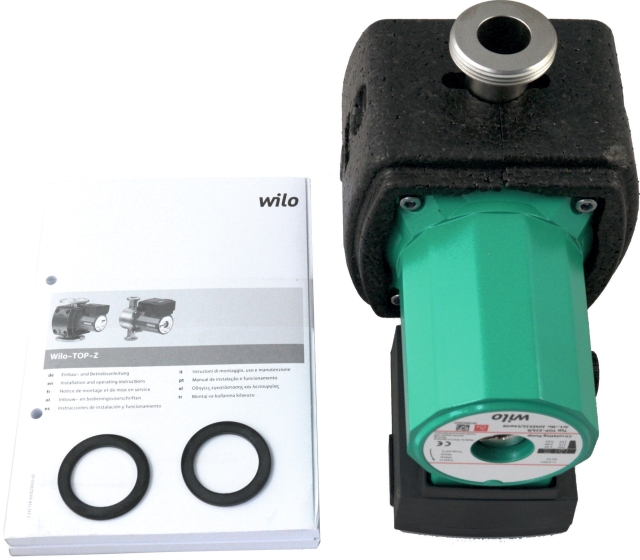 wilo
Wilo-TOP-Z
de Einbau- und Betriebsanleitung
en Installation and operating instructions
fr Notice de montage et de mise en service
nl Inbouw- en bedieningsvoorschriften
es Instrucciones de instalación y funcionamiento
it Istruzioni di montaggio, uso e manutenzione
pt Manual de instalação e funcionamento
el Οδηγίες εγκατάστασης και λειτουργίας
tr Montaj ve kullanma kılavuzu
wilo
CE